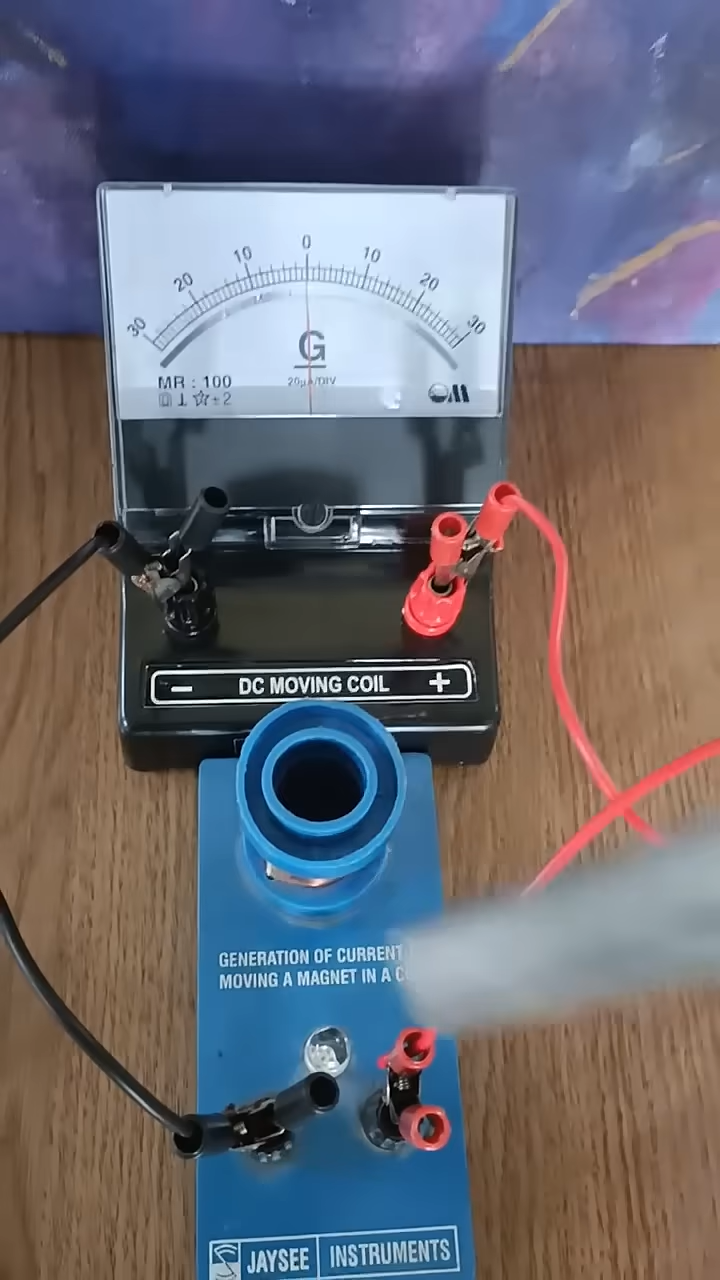 30 20 10 0 10 20 30
G
MR : 100
20µA/DIV
±2
− DC MOVING COIL +
GENERATION OF CURRENT
MOVING A MAGNET IN A
JAYSEE INSTRUMENTS